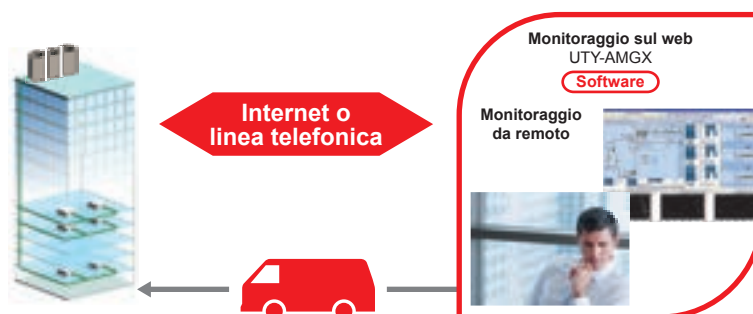 Monitoraggio sul web
UTY-AMGX
Software
Internet o
linea telefonica
Monitoraggio
da remoto